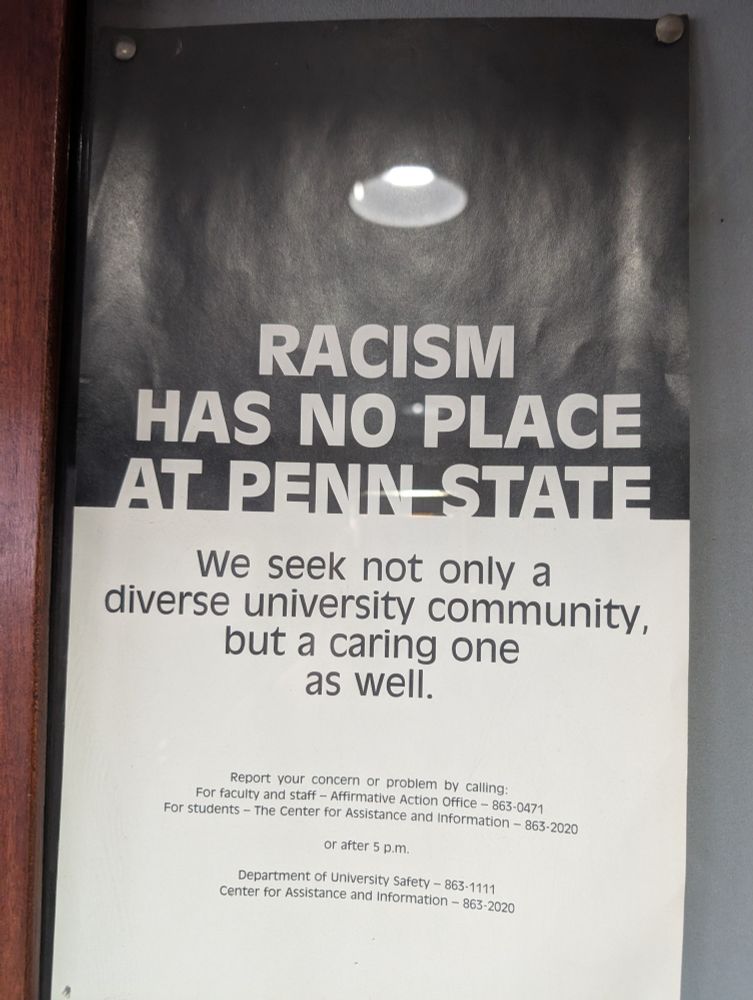 RACISM
HAS NO PLACE
AT PENN STATE
We seek not only a
diverse university community,
but a caring one
as well.
Report your concern or problem by calling:
For faculty and staff – Affirmative Action Office – 863-0471
For students – The Center for Assistance and Information – 863-2020
or after 5 p.m.
Department of University Safety – 863-1111
Center for Assistance and Information – 863-2020